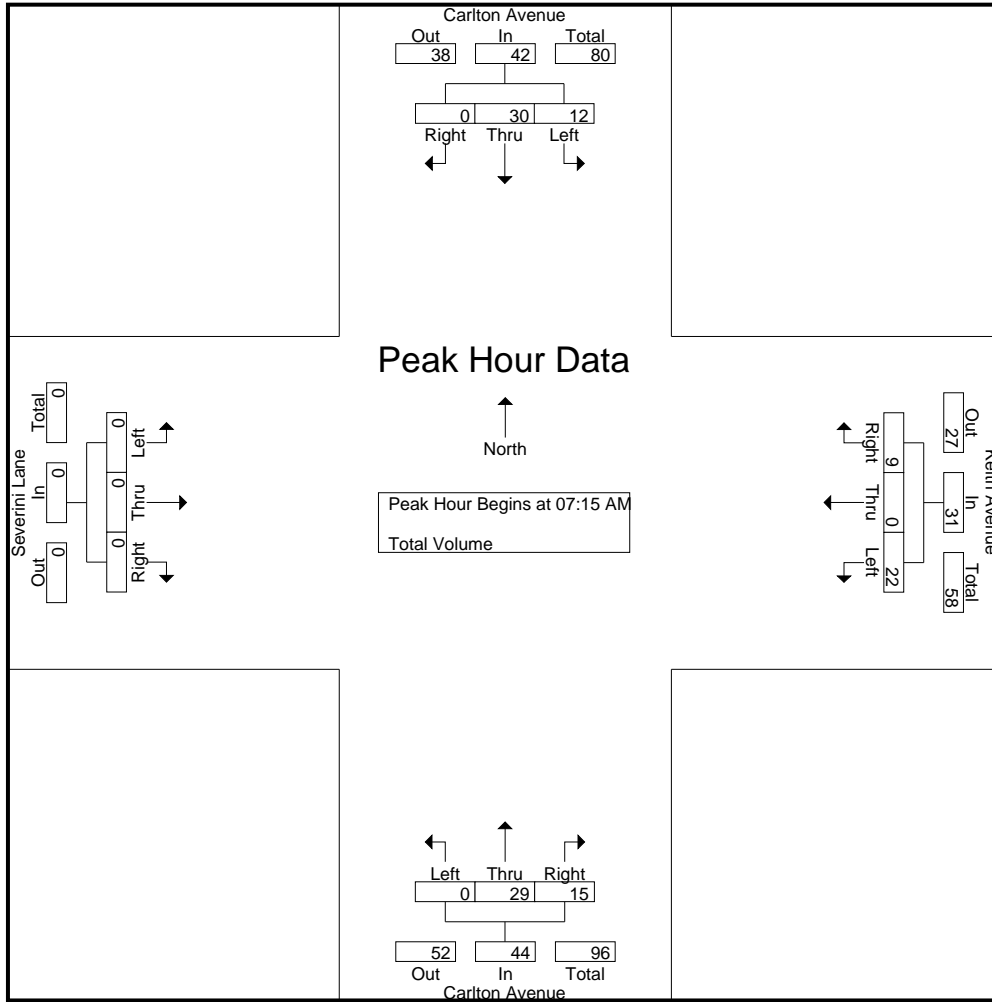 Carlton Avenue
Out In Total
38 42 80
0 30 12
Right Thru Left
Peak Hour Data
North
Peak Hour Begins at 07:15 AM
Total Volume
Severini Lane
Out In Total
0 0 0
0 0 0
Left Thru Right
Keith Avenue
Out In Total
27 31 58
9 0 22
Right Thru Left
Left Thru Right
0 29 15
52 44 96
Out In Total
Carlton Avenue